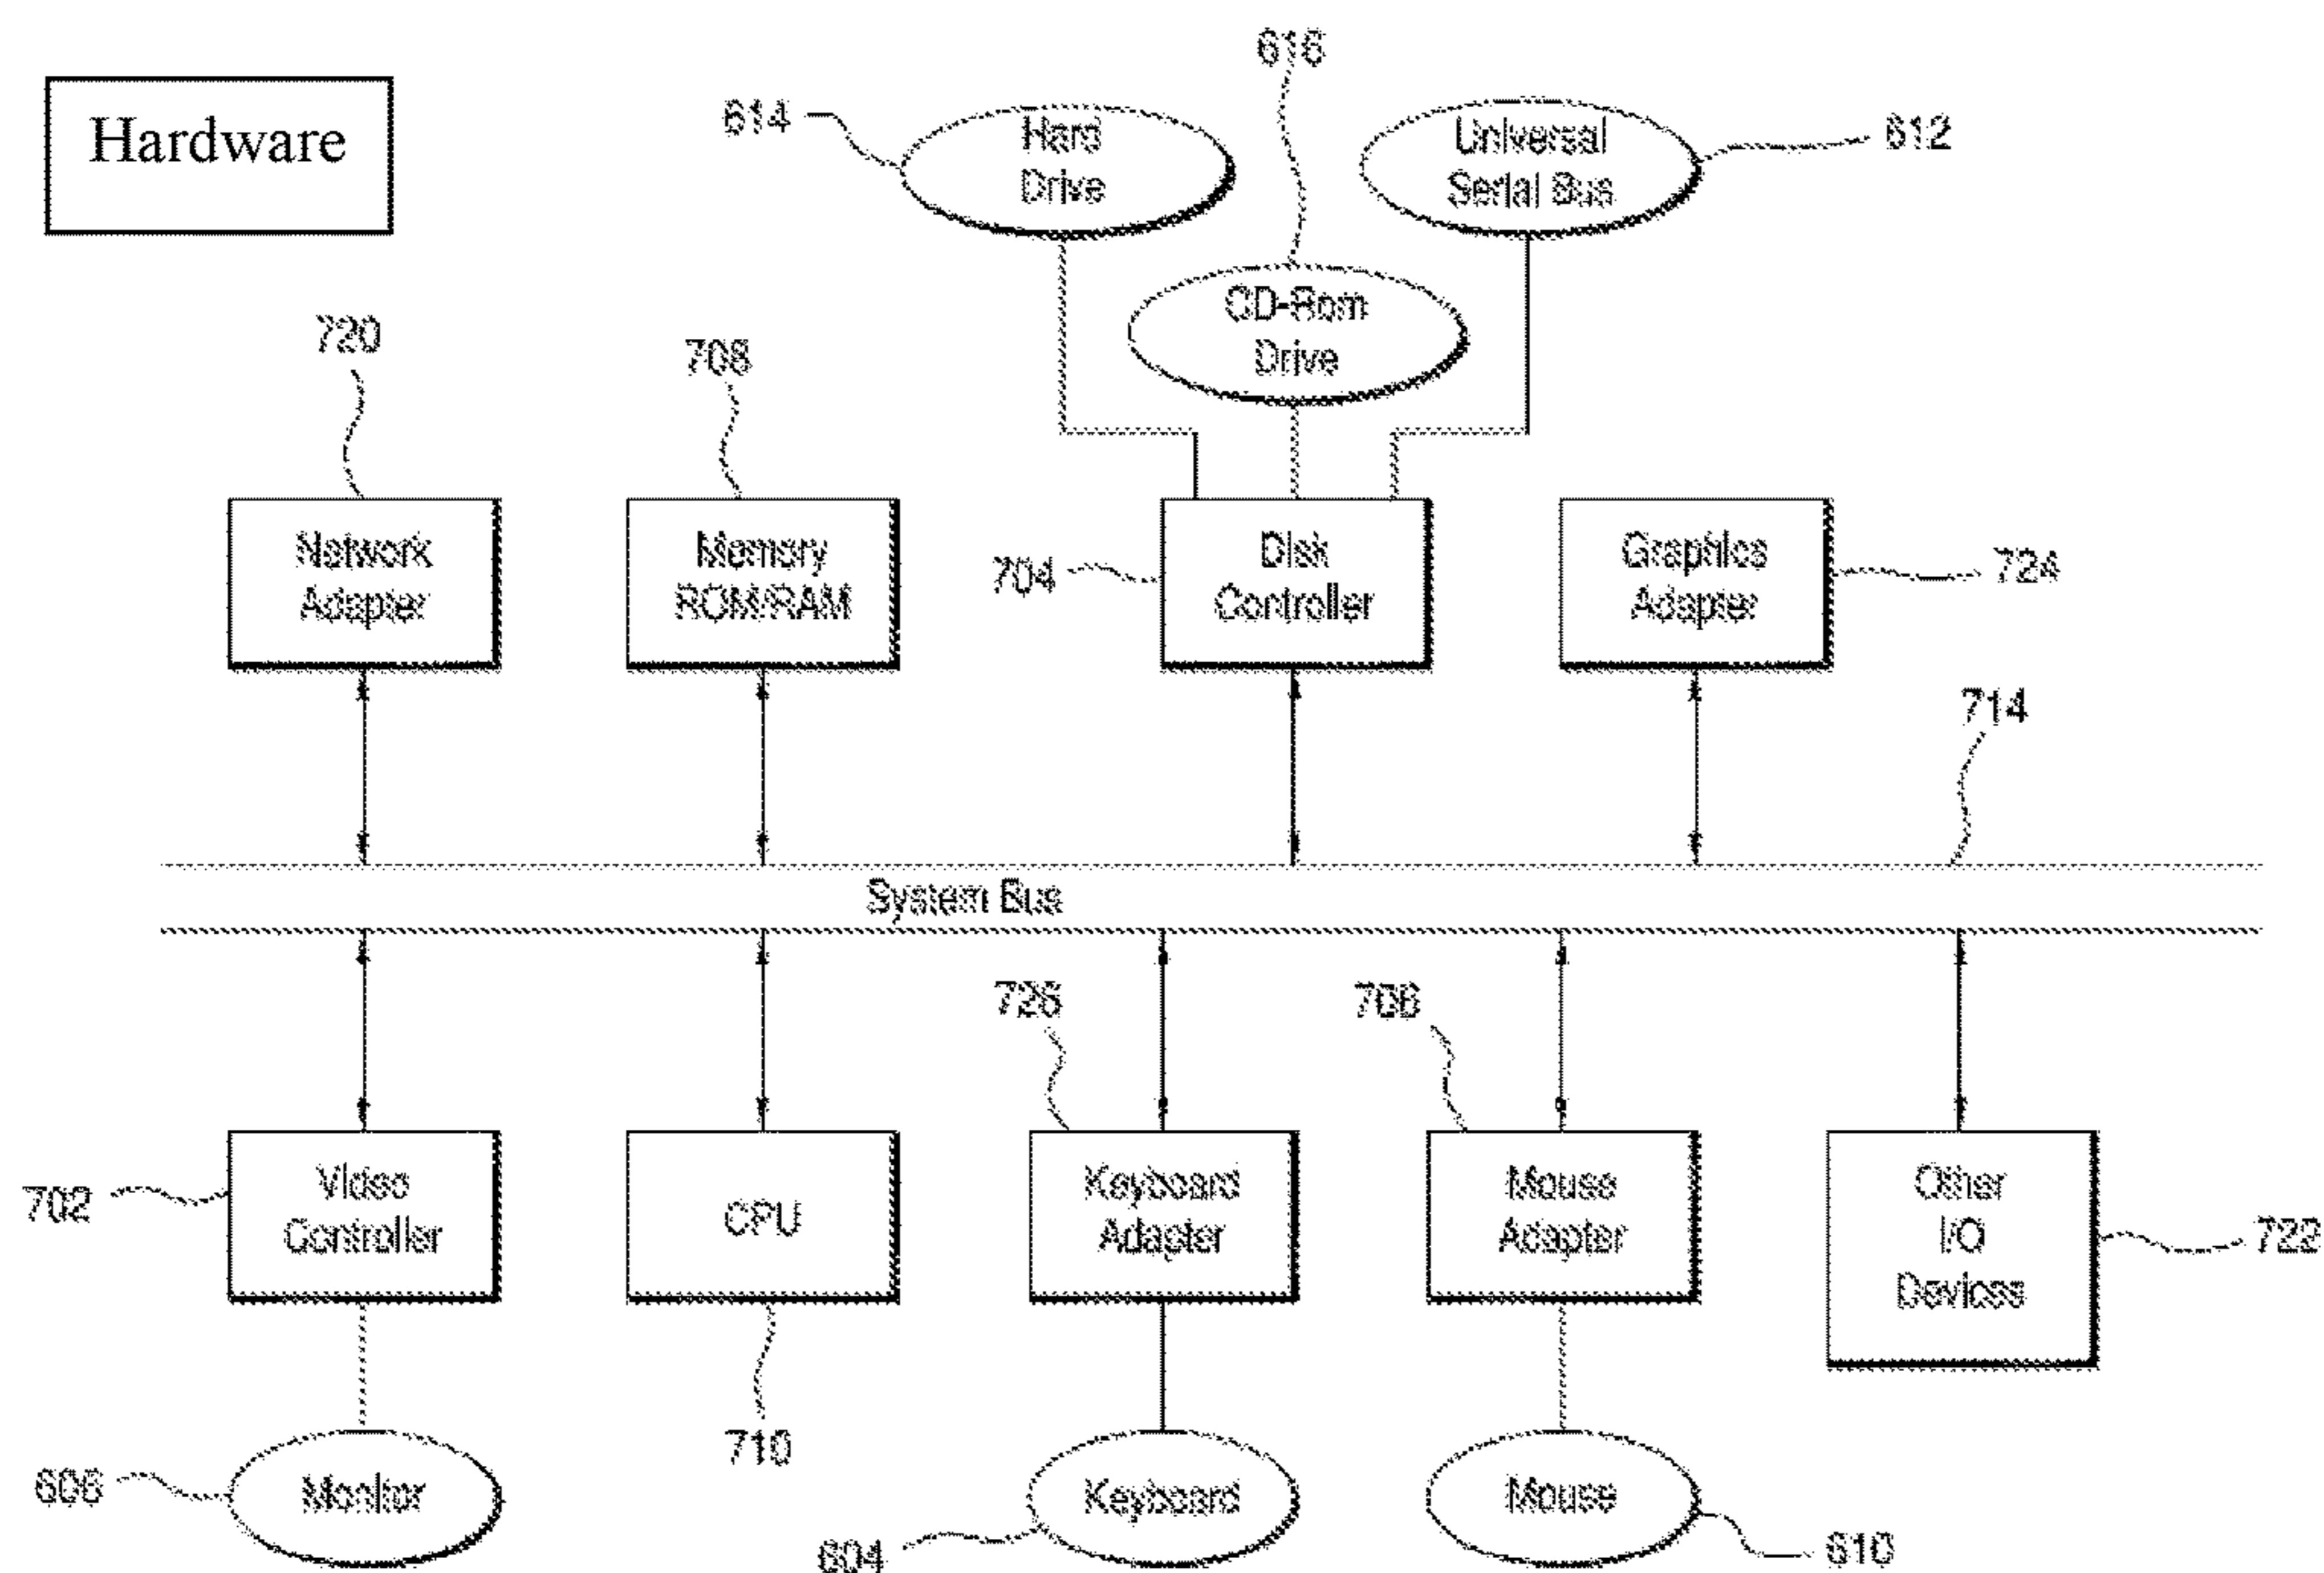 Hardware
616
614
Hard
Drive
Universal
Serial Bus
612
CD-Rom
Drive
720
708
Network
Adapter
Memory
ROM/RAM
704
Disk
Controller
Graphics
Adapter
724
714
System Bus
726
706
702
Video
Controller
CPU
Keyboard
Adapter
Mouse
Adapter
Other
I/O
Devices
722
710
606
Monitor
Keyboard
Mouse
604
610